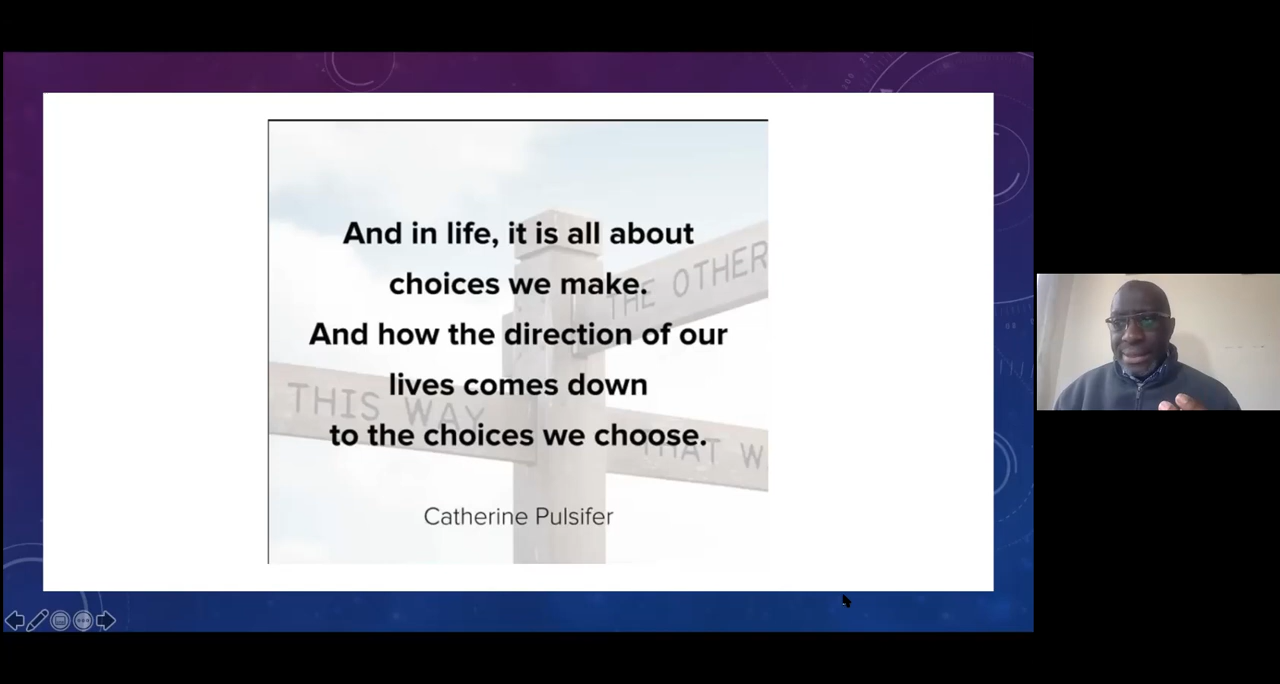 And in life, it is all about
choices we make.
And how the direction of our
lives comes down
to the choices we choose.
Catherine Pulsifer
THE OTHER
THIS WAY
THAT W